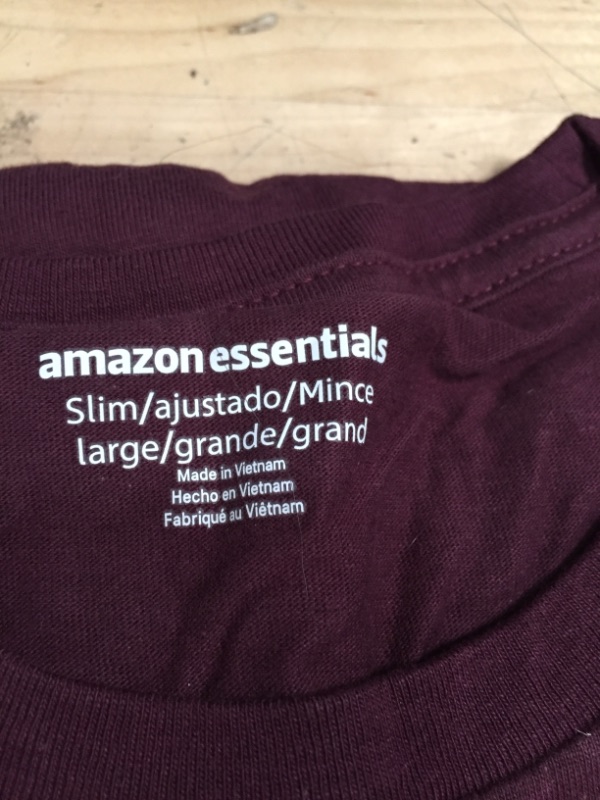 amazon essentials
Slim/ajustado/Mince
large/grande/grand
Made in Vietnam
Hecho en Vietnam
Fabriqué au Viêtnam